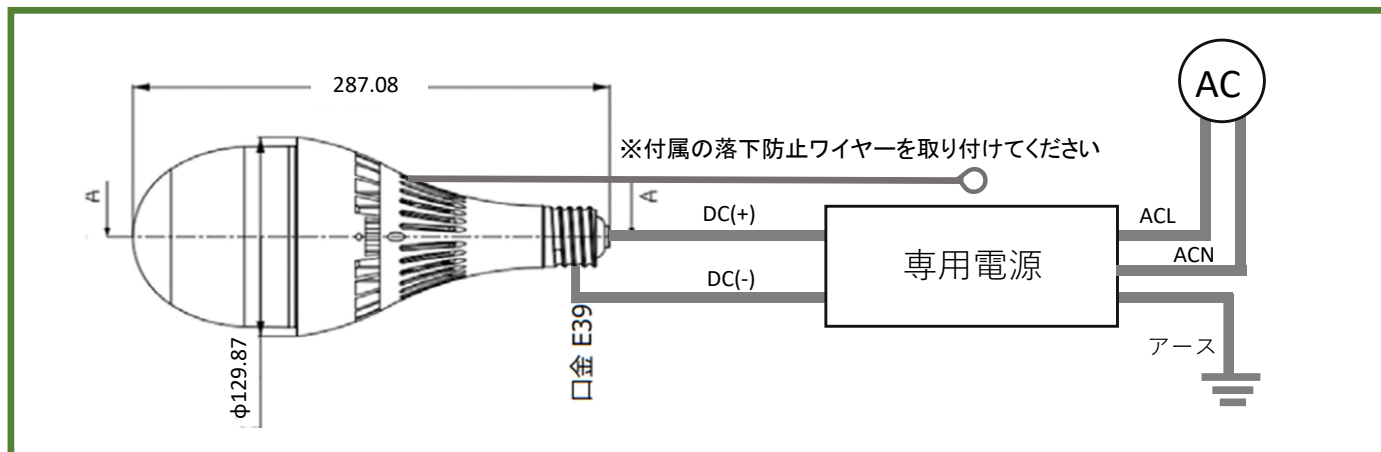 287.08
AC
※付属の落下防止ワイヤーを取り付けてください
A
A
DC(+)
ACL
専用電源
ACN
DC(-)
口金 E39
アース
φ129.87